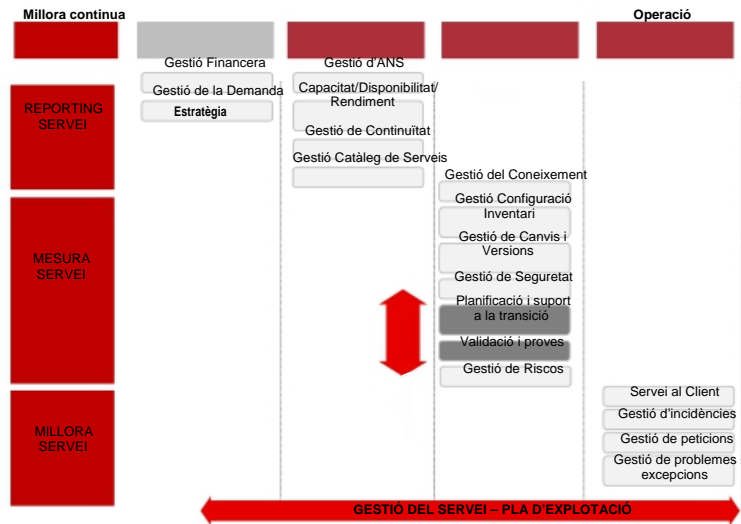 Millora continua
Operació
REPORTING
SERVEI
MESURA
SERVEI
MILLORA
SERVEI
Gestió Financera
Gestió de la Demanda
Estratègia
Gestió d'ANS
Capacitat/Disponibilitat/
Rendiment
Gestió de Continuïtat
Gestió Catàleg de Serveis
Gestió del Coneixement
Gestió Configuració
Inventari
Gestió de Canvis i
Versions
Gestió de Seguretat
Planificació i suport
a la transició
Validació i proves
Gestió de Riscos
Servei al Client
Gestió d'incidències
Gestió de peticions
Gestió de problemes
excepcions
GESTIÓ DEL SERVEI – PLA D'EXPLOTACIÓ